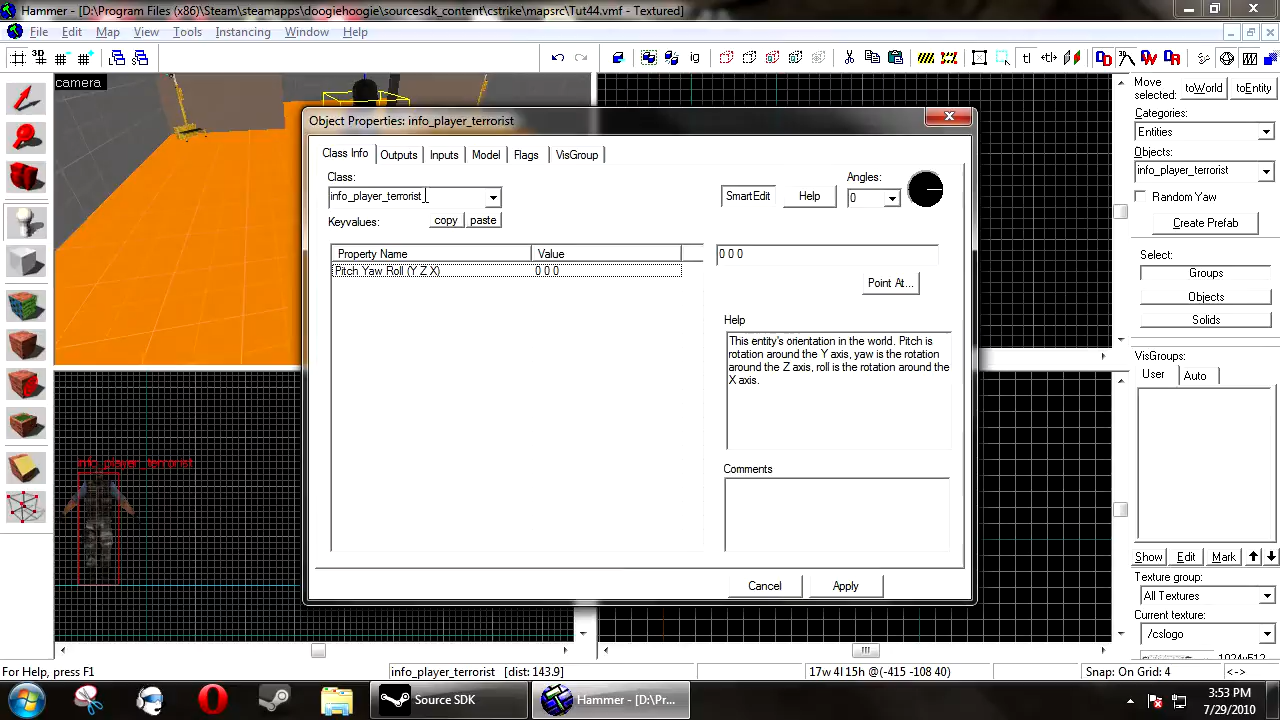 Hammer - [D:\Program Files (x86)\Steam\steamapps\doogiehoogie\sourcesdk_content\cstrike\mapsrc\Tut44.vmf - Textured]
File Edit Map View Tools Instancing Window Help
camera
Move selected:
toWorld toEntity
Categories:
Entities
Objects:
info_player_terrorist
Random Yaw
Create Prefab
Select:
Groups
Objects
Solids
VisGroups:
User Auto
Show Edit Mark
Texture group:
All Textures
Current texture:
/cslogo
1024x512
Object Properties: info_player_terrorist
Class Info Outputs Inputs Model Flags VisGroup
Class:
info_player_terrorist
Keyvalues: copy paste
SmartEdit Help
Angles:
0
Property Name Value
Pitch Yaw Roll (Y Z X) 0 0 0
0 0 0
Point At...
Help
This entity's orientation in the world. Pitch is
rotation around the Y axis, yaw is the rotation
around the Z axis, roll is the rotation around the
X axis.
Comments
Cancel Apply
info_player_terrorist
For Help, press F1
info_player_terrorist [dist: 143.9]
17w 4l 15h @(-415 -108 40)
Snap: On Grid: 4
<->
Source SDK
Hammer - [D:\Pr...
3:53 PM
7/29/2010